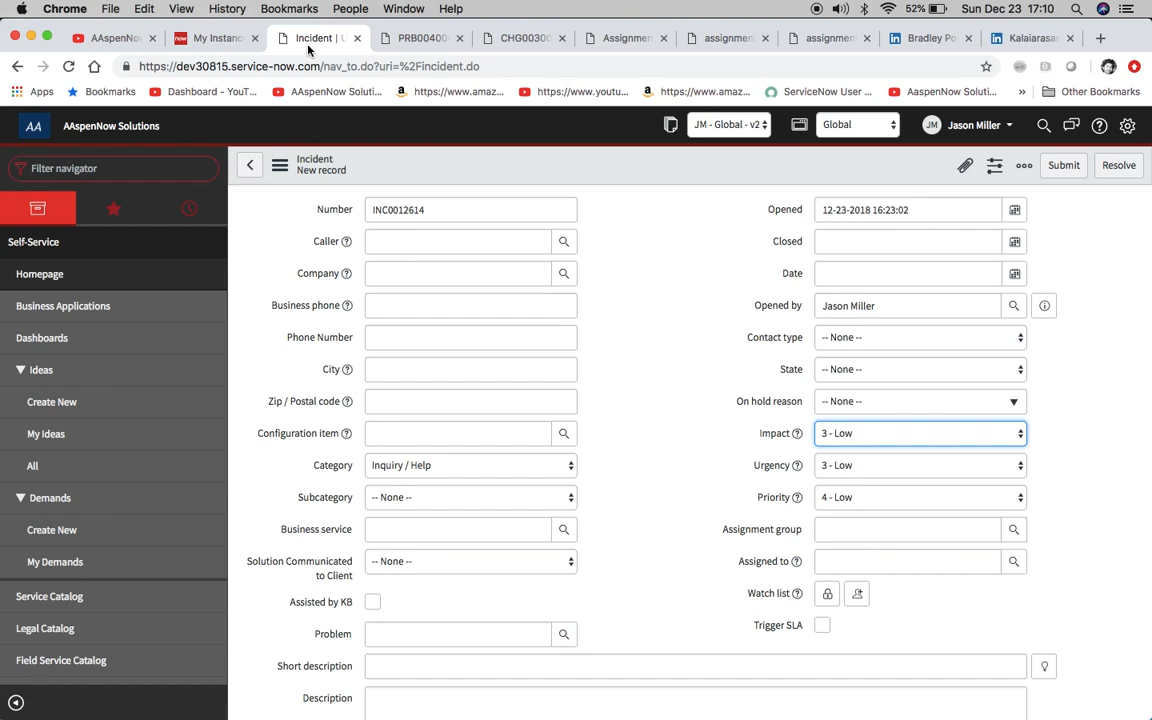 Chrome File Edit View History Bookmarks People Window Help 52% Sun Dec 23 17:10
AAspenNow My Instanc Incident | U PRB00400 CHG00300 Assignmen assignmen assignmen Bradley Po Kalaiarasan
https://dev30815.service-now.com/nav_to.do?uri=%2Fincident.do
Apps Bookmarks Dashboard - YouT... AAspenNow Soluti... https://www.amaz... https://www.youtu... https://www.amaz... ServiceNow User ... AAspenNow Soluti... » Other Bookmarks
AA AAspenNow Solutions JM - Global - v2 Global JM Jason Miller
Filter navigator
Incident
New record
Submit Resolve
Self-Service
Homepage
Business Applications
Dashboards
Ideas
Create New
My Ideas
All
Demands
Create New
My Demands
Service Catalog
Legal Catalog
Field Service Catalog
Number INC0012614
Caller
Company
Business phone
Phone Number
City
Zip / Postal code
Configuration item
Category Inquiry / Help
Subcategory -- None --
Business service
Solution Communicated
to Client
-- None --
Assisted by KB
Problem
Short description
Description
Opened 12-23-2018 16:23:02
Closed
Date
Opened by Jason Miller
Contact type -- None --
State -- None --
On hold reason -- None --
Impact 3 - Low
Urgency 3 - Low
Priority 4 - Low
Assignment group
Assigned to
Watch list
Trigger SLA